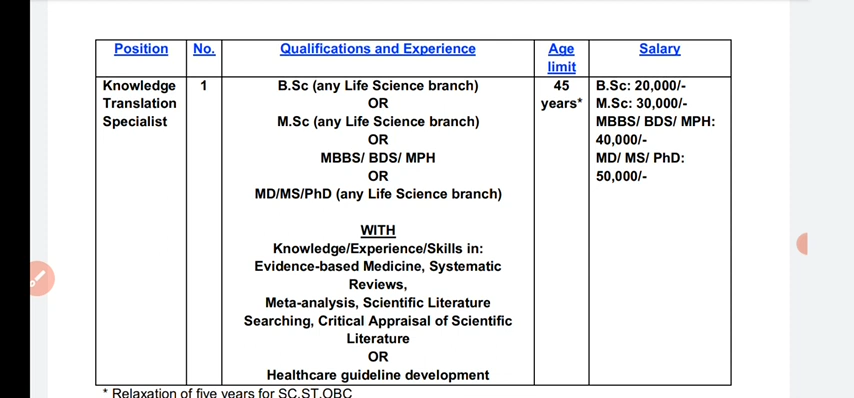 Position No. Qualifications and Experience Age limit Salary
Knowledge Translation Specialist
1
B.Sc (any Life Science branch)
OR
M.Sc (any Life Science branch)
OR
MBBS/ BDS/ MPH
OR
MD/MS/PhD (any Life Science branch)
WITH
Knowledge/Experience/Skills in:
Evidence-based Medicine, Systematic
Reviews,
Meta-analysis, Scientific Literature
Searching, Critical Appraisal of Scientific
Literature
OR
Healthcare guideline development
45
years*
B.Sc: 20,000/-
M.Sc: 30,000/-
MBBS/ BDS/ MPH:
40,000/-
MD/ MS/ PhD:
50,000/-
* Relaxation of five years for SC,ST,OBC